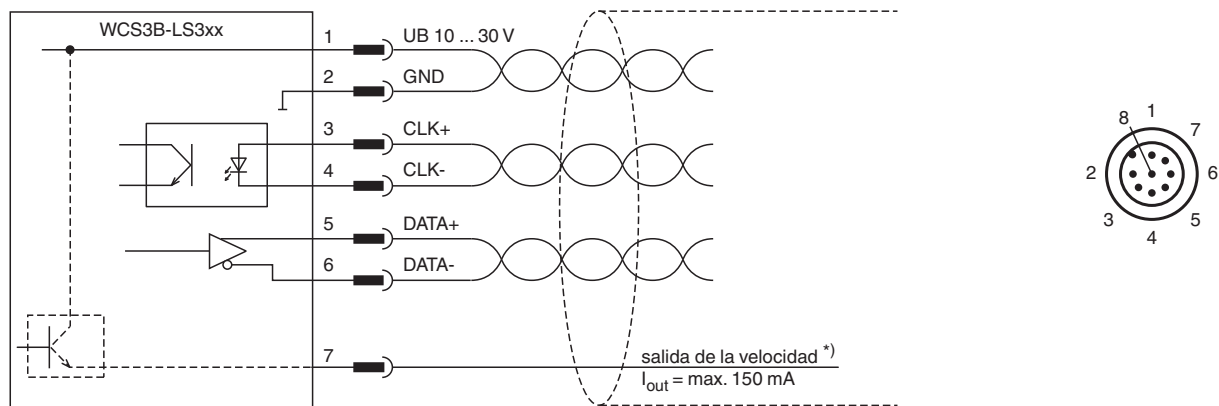 WCS3B-LS3xx
1 UB 10 ... 30 V
2 GND
3 CLK+
4 CLK-
5 DATA+
6 DATA-
7 salida de la velocidad *)
I_out = max. 150 mA
8 1 7
2 6
3 5
4